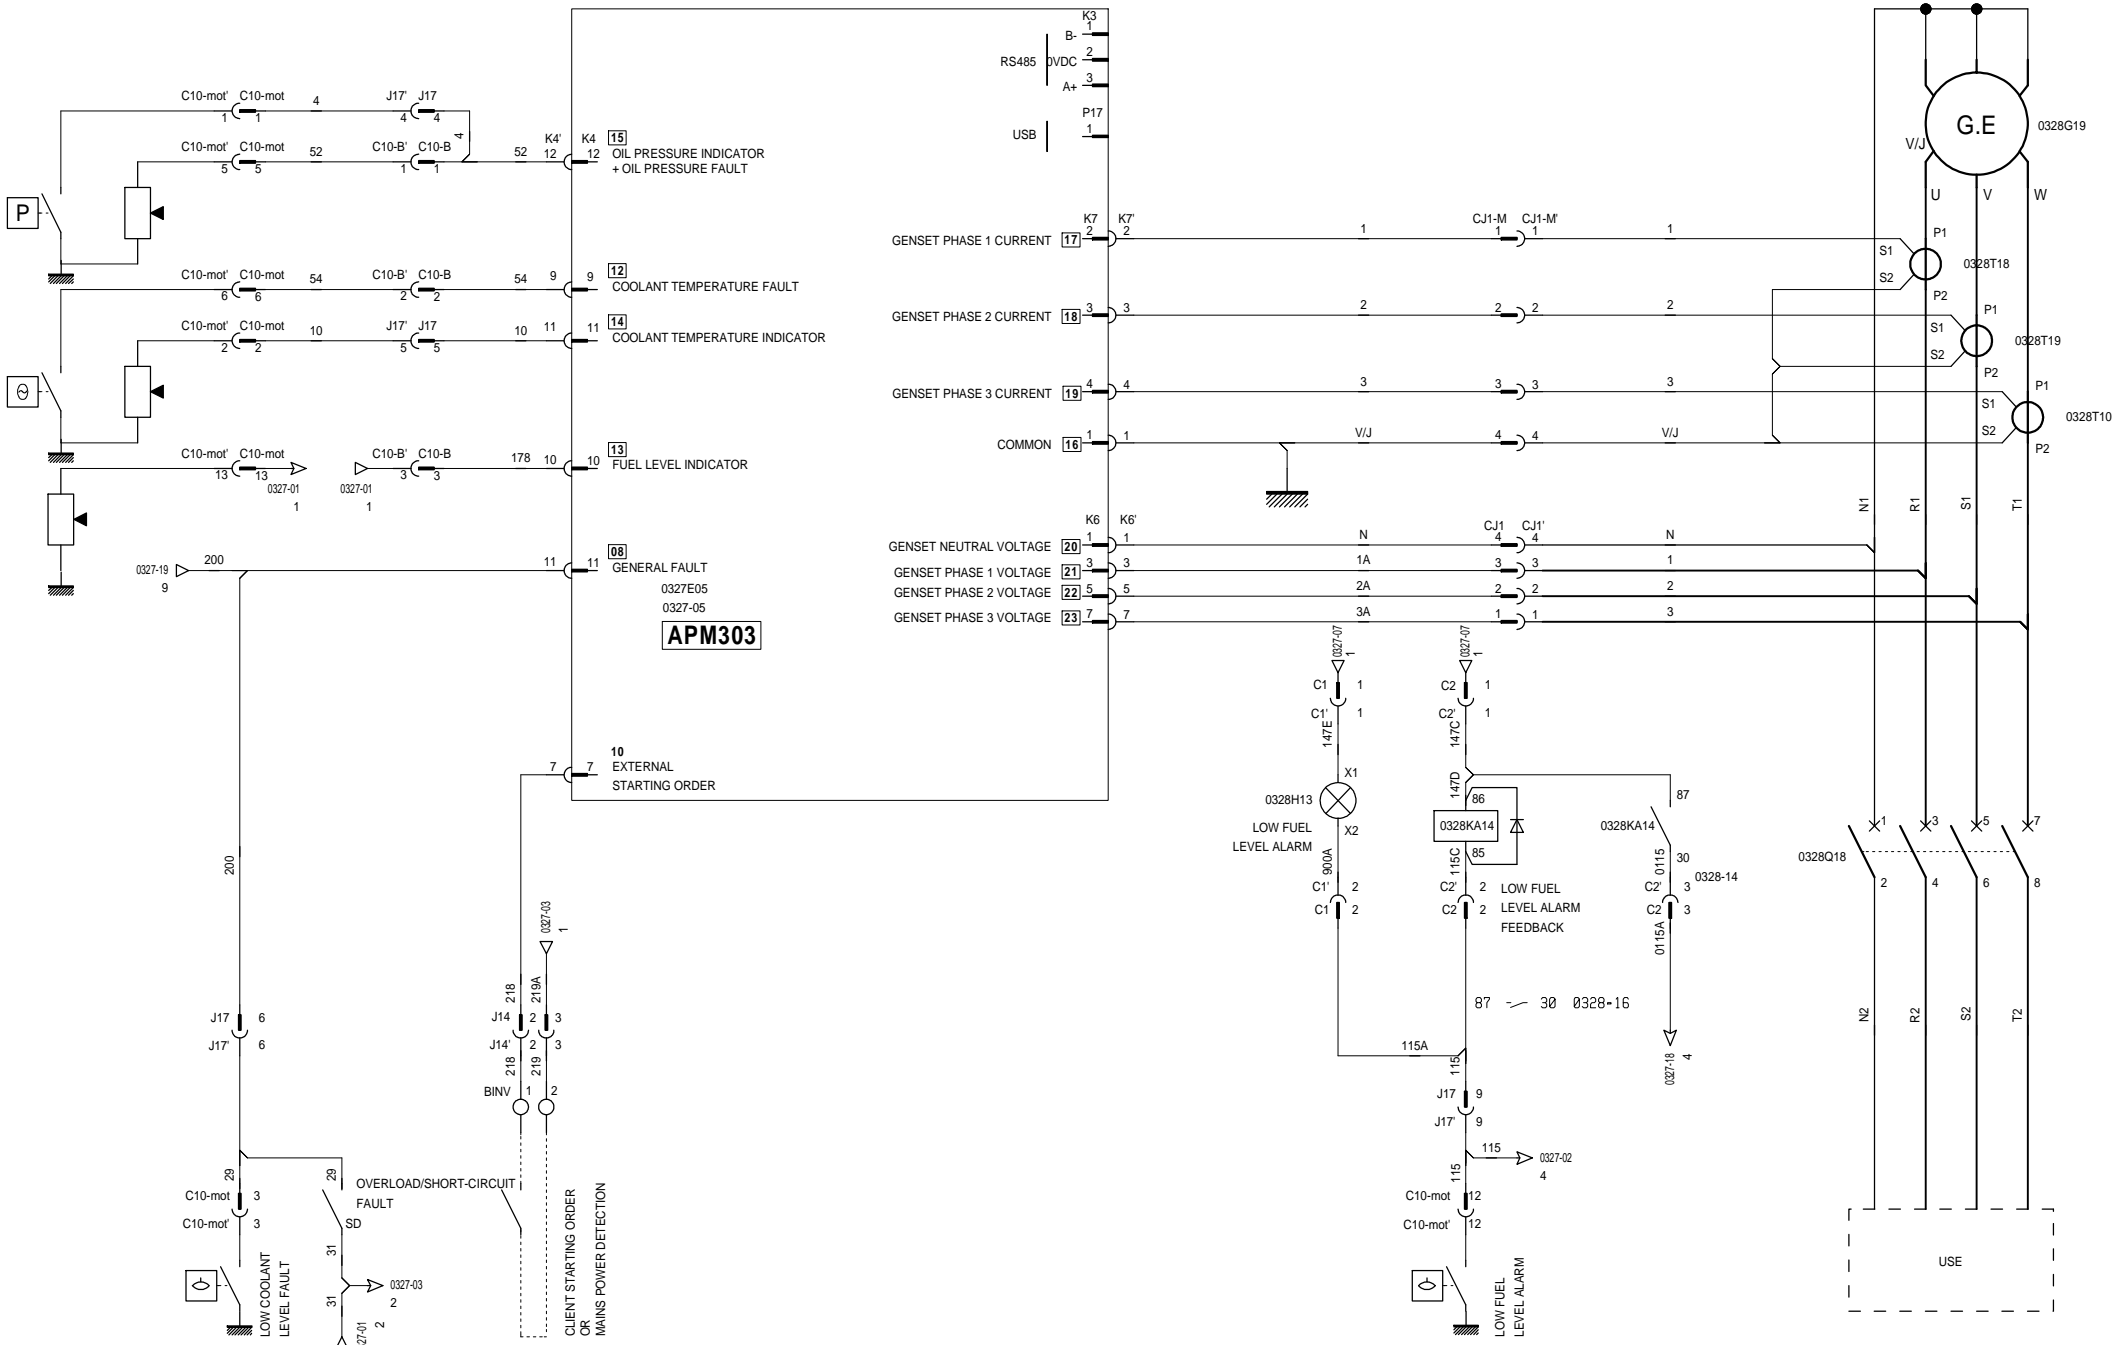 K3
1
B-
RS485 0VDC 2
A+ 3
P17
USB 1
C10-mot' C10-mot 4 J17' J17
1 1 4 4
4
C10-mot' C10-mot 52 C10-B' C10-B 52 K4' K4 15
5 5 1 1 12 12
OIL PRESSURE INDICATOR
+ OIL PRESSURE FAULT
P
C10-mot' C10-mot 54 C10-B' C10-B 54 9 9 12
6 6 2 2
COOLANT TEMPERATURE FAULT
C10-mot' C10-mot 10 J17' J17 10 11 11 14
2 2 5 5
COOLANT TEMPERATURE INDICATOR
C10-mot' C10-mot C10-B' C10-B 178 10 10 13
13 13 3 3
FUEL LEVEL INDICATOR
0327-01 0327-01
1 1
0327-19 200 11 11 08
9
GENERAL FAULT
0327E05
0327-05
APM303
10
7 7 EXTERNAL
STARTING ORDER
K7 K7'
GENSET PHASE 1 CURRENT 17 2 2 1 CJ1-M CJ1-M' 1 1 1
GENSET PHASE 2 CURRENT 18 3 3 2 2 2 2
GENSET PHASE 3 CURRENT 19 4 4 3 3 3 3
COMMON 16 1 1 V/J 4 4 V/J
K6 K6'
GENSET NEUTRAL VOLTAGE 20 1 1 N CJ1 CJ1' 4 4 N
GENSET PHASE 1 VOLTAGE 21 3 3 1A 3 3 1
GENSET PHASE 2 VOLTAGE 22 5 5 2A 2 2 2
GENSET PHASE 3 VOLTAGE 23 7 7 3A 1 1 3
G.E 0328G19
V/J
U V W
P1
S1
0328T18
S2
P2
P1
S1
0328T19
S2
P2
P1
S1
0328T10
S2
P2
N1 R1 S1 T1
0327-07 1
C1 1
C1' 1
147E
X1
0328H13
X2
LOW FUEL
LEVEL ALARM
900A
C1' 2
C1 2
0327-07 1
C2 1
C2' 1
147C
147D
86
0328KA14
85
115C
C2' 2
C2 2
LOW FUEL
LEVEL ALARM
FEEDBACK
87
0328KA14
30
0115
0328-14
C2' 3
C2 3
0115A
0327-18 4
87 30 0328-16
115A
115
J17 9
J17' 9
115
0327-02
4
115
C10-mot 12
C10-mot' 12
LOW FUEL
LEVEL ALARM
1 3 5 7
0328Q18
2 4 6 8
N2 R2 S2 T2
USE
200
J17 6
J17' 6
29 29
C10-mot 3
C10-mot' 3
LOW COOLANT
LEVEL FAULT
OVERLOAD/SHORT-CIRCUIT
FAULT
SD
31
0327-03
2
31
27-01 2
0327-03 1
218 219A
J14 2 3
J14' 2 3
218 219
BINV 1 2
CLIENT STARTING ORDER
OR
MAINS POWER DETECTION